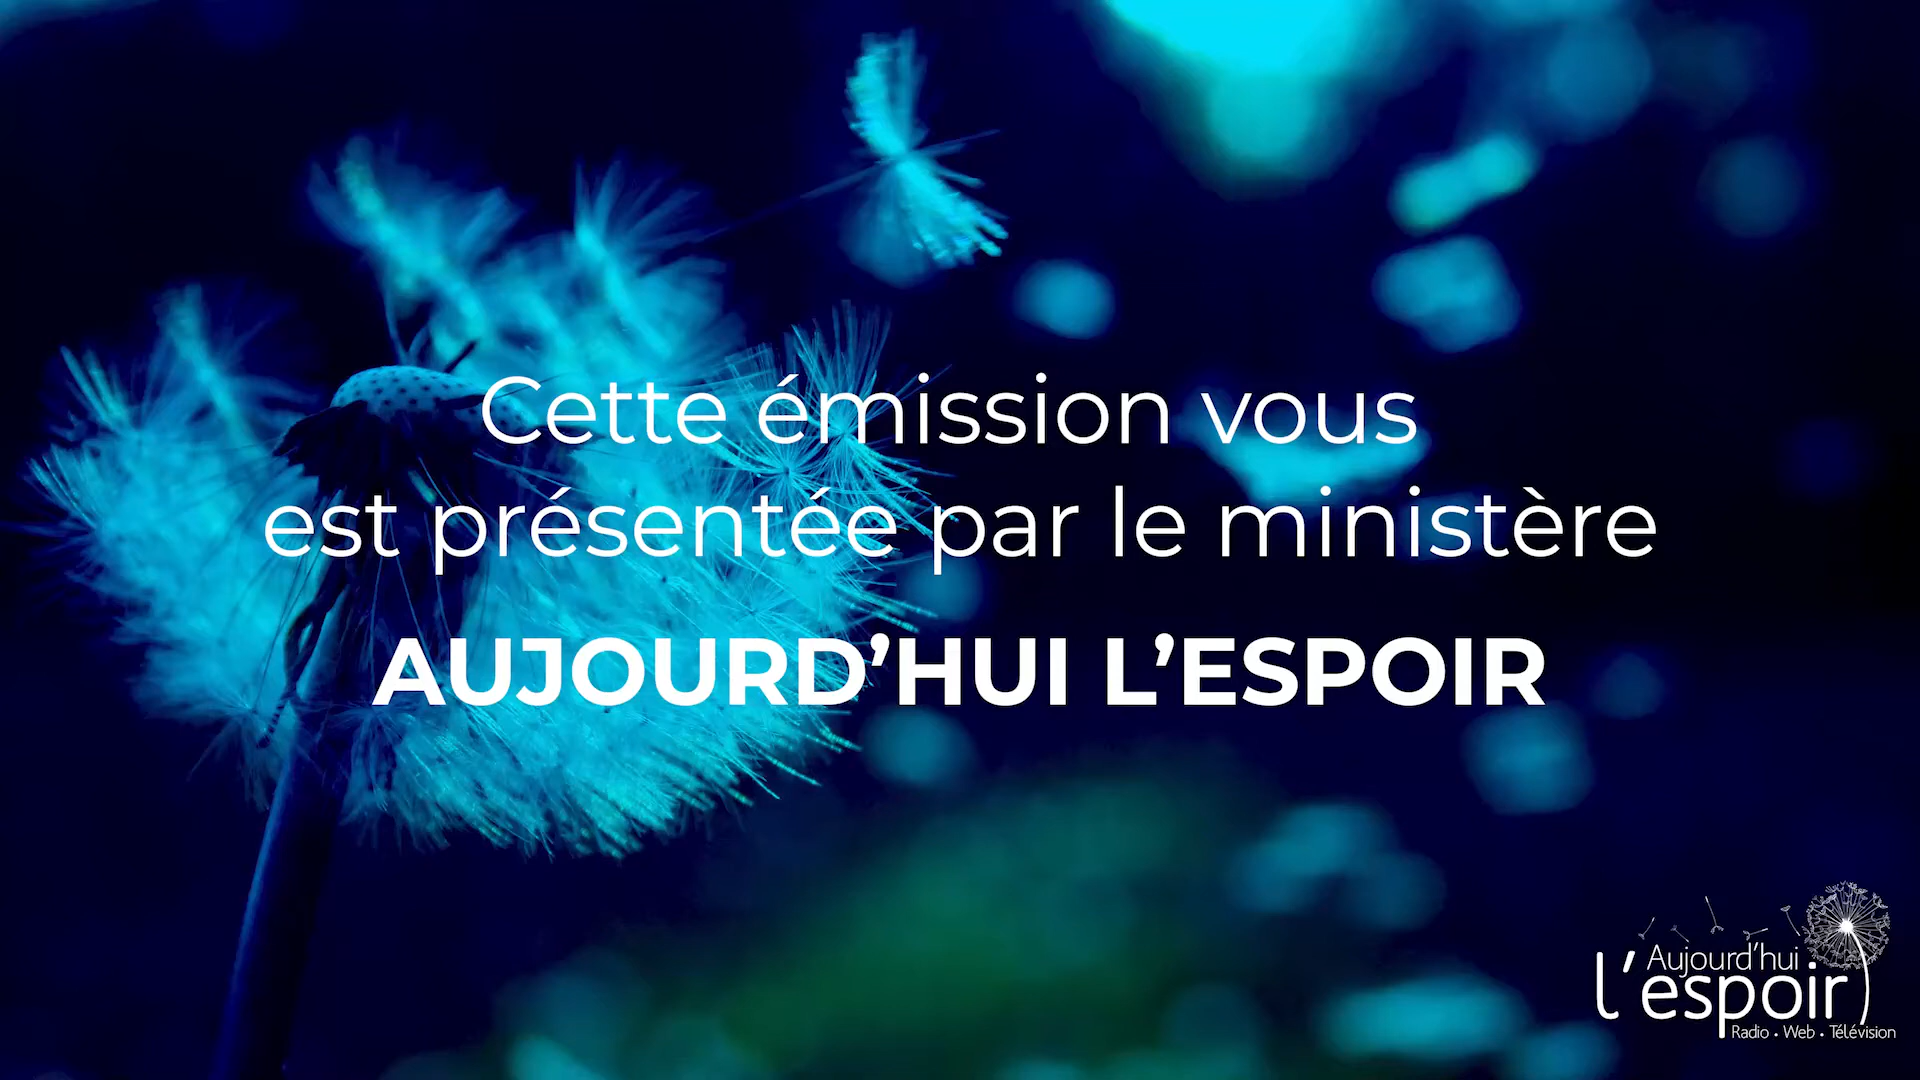 Cette émission vous
est présentée par le ministère
AUJOURD’HUI L’ESPOIR
Aujourd'hui
l'espoir
Radio • Web • Télévision